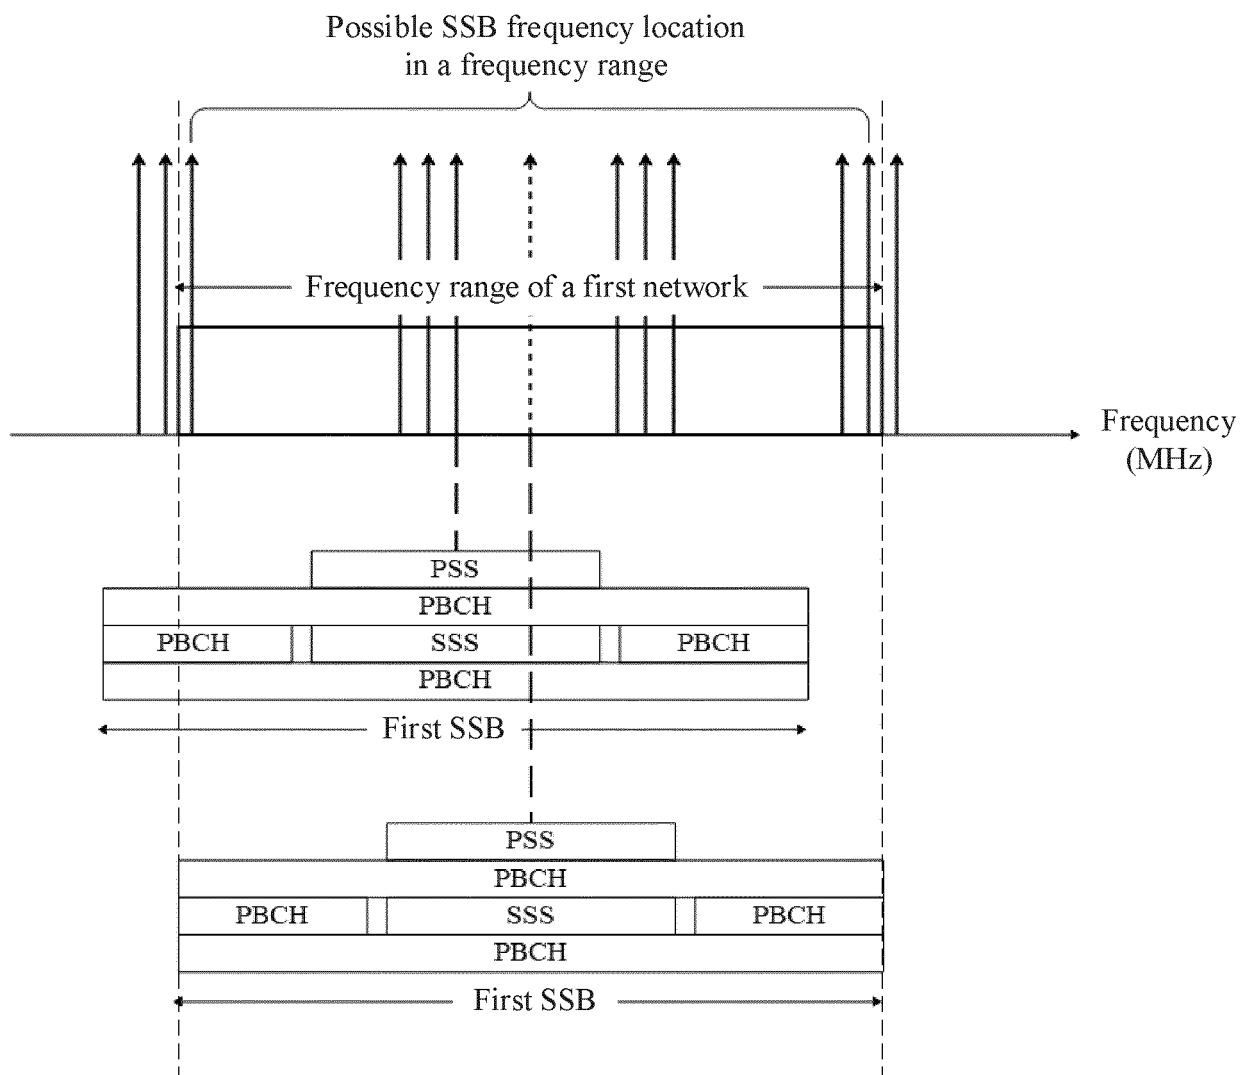 Possible SSB frequency location
in a frequency range
Frequency range of a first network
Frequency
(MHz)
PSS
PBCH
PBCH SSS PBCH
PBCH
First SSB
PSS
PBCH
PBCH SSS PBCH
PBCH
First SSB